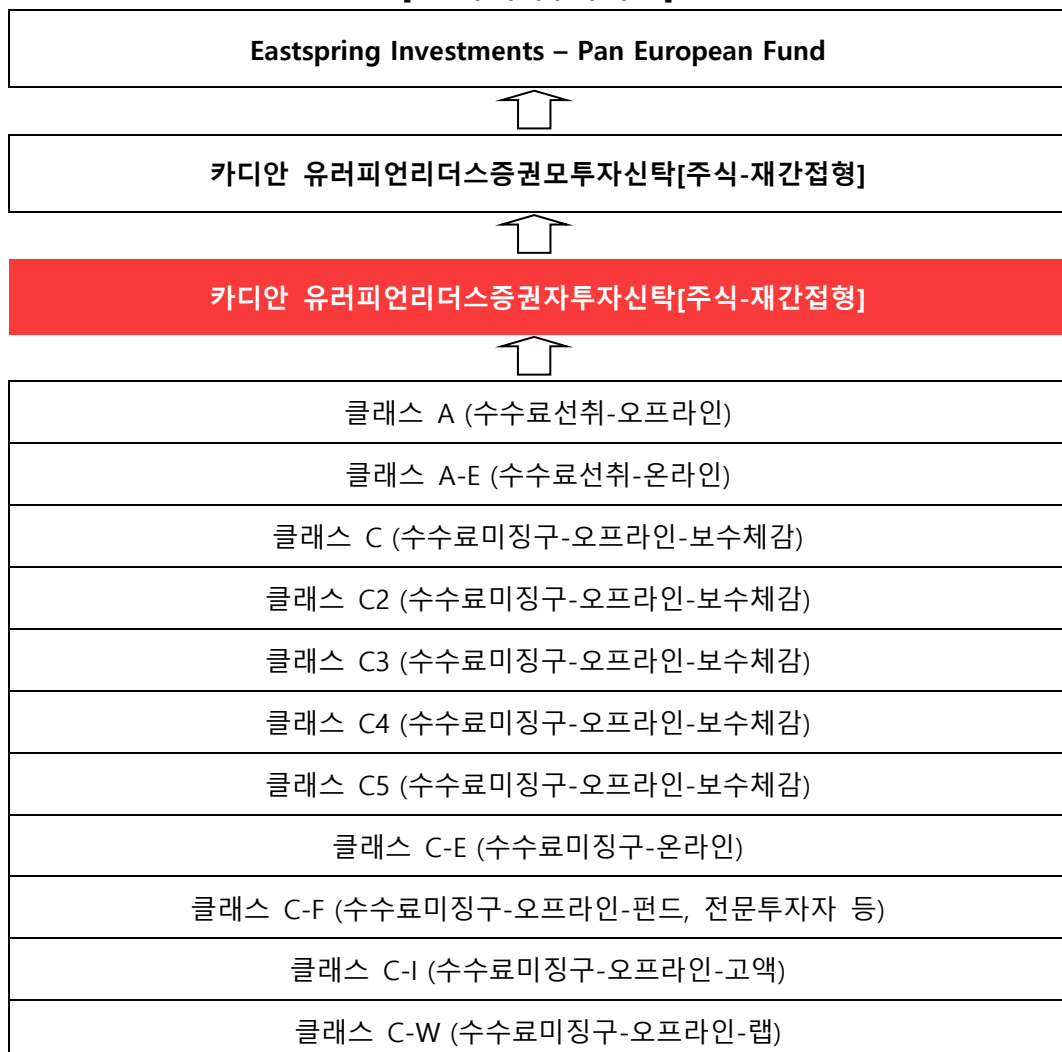 Eastspring Investments – Pan European Fund
카디안 유러피언리더스증권모투자신탁[주식-재간접형]
카디안 유러피언리더스증권자투자신탁[주식-재간접형]
클래스 A (수수료선취-오프라인)
클래스 A-E (수수료선취-온라인)
클래스 C (수수료미징구-오프라인-보수체감)
클래스 C2 (수수료미징구-오프라인-보수체감)
클래스 C3 (수수료미징구-오프라인-보수체감)
클래스 C4 (수수료미징구-오프라인-보수체감)
클래스 C5 (수수료미징구-오프라인-보수체감)
클래스 C-E (수수료미징구-온라인)
클래스 C-F (수수료미징구-오프라인-펀드, 전문투자자 등)
클래스 C-I (수수료미징구-오프라인-고액)
클래스 C-W (수수료미징구-오프라인-랩)